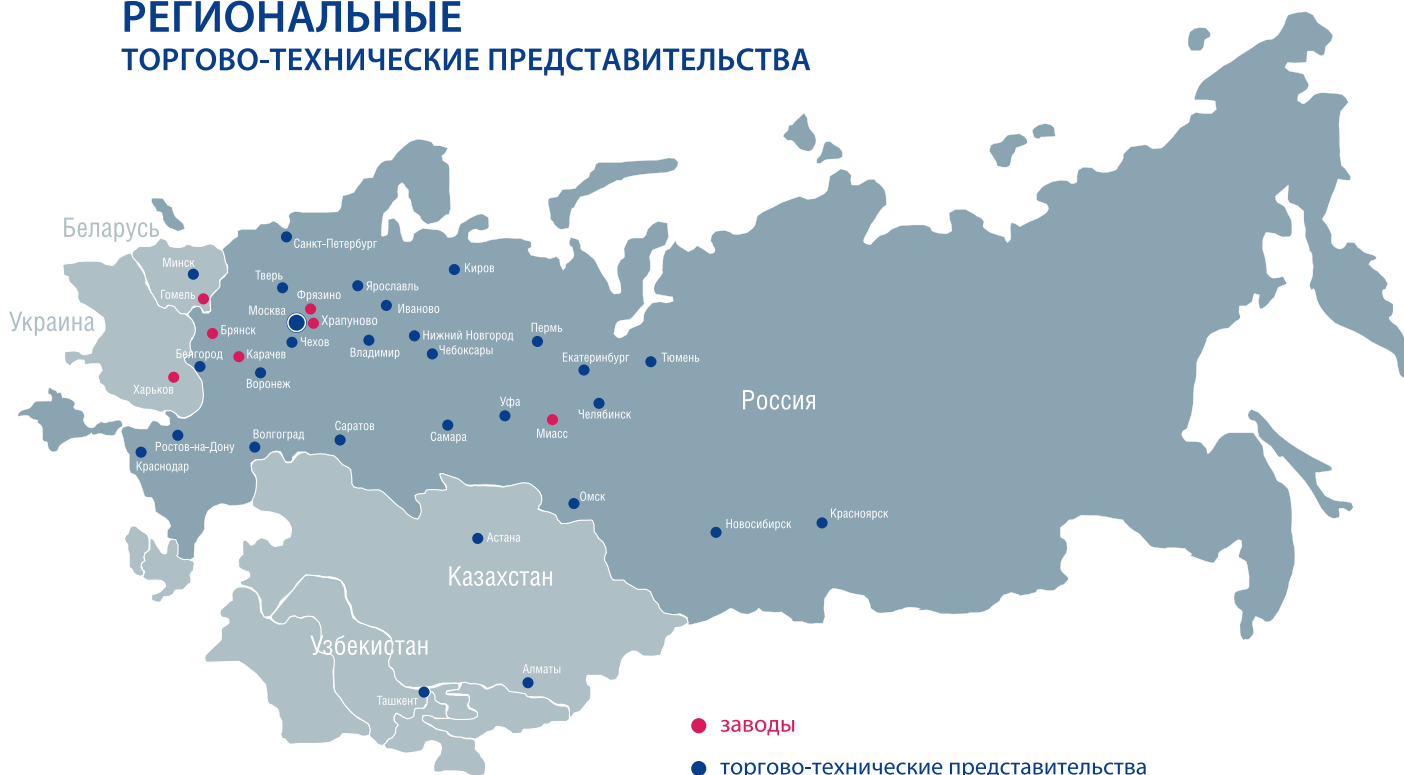 РЕГИОНАЛЬНЫЕ
ТОРГОВО-ТЕХНИЧЕСКИЕ ПРЕДСТАВИТЕЛЬСТВА
Беларусь
Санкт-Петербург
Минск
Киров
Тверь
Ярославль
Гомель
Фрязино
Иваново
Москва
Храпуново
Украина
Брянск
Пермь
Нижний Новгород
Чехов
Чебоксары
Белгород
Карачев
Владимир
Екатеринбург
Тюмень
Харьков
Воронеж
Уфа
Россия
Челябинск
Саратов
Самара
Миасс
Волгоград
Ростов-на-Дону
Краснодар
Омск
Красноярск
Новосибирск
Астана
Казахстан
Узбекистан
Алматы
Ташкент
заводы
торгово-технические представительства